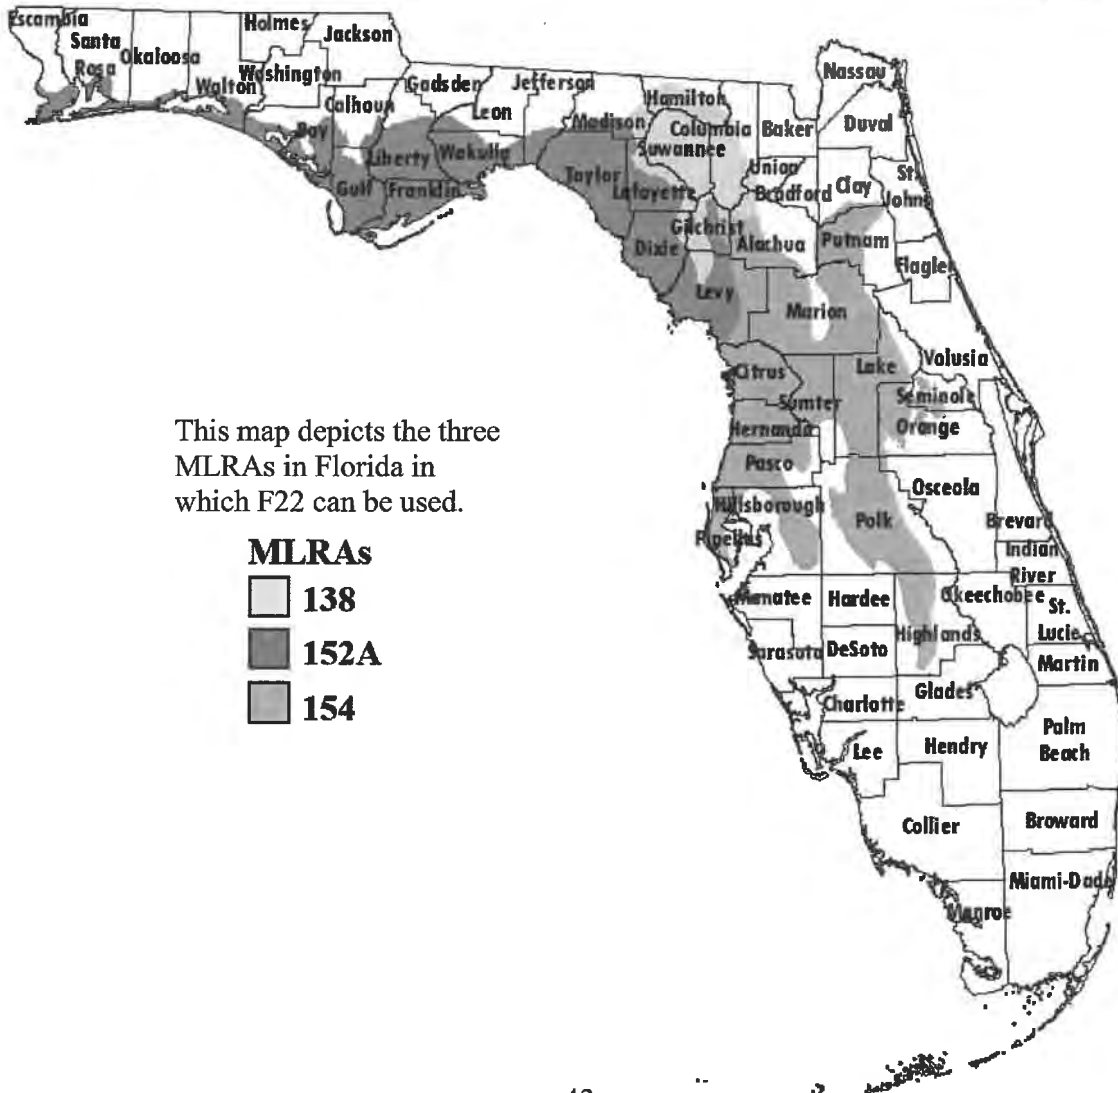 Escambia
Santa
Rosa
Okaloosa
Walton
Holmes
Washington
Jackson
Bay
Calhoun
Gulf
Liberty
Gadsden
Franklin
Leon
Wakulla
Jefferson
Madison
Taylor
Hamilton
Suwannee
Lafayette
Dixie
Columbia
Gilchrist
Levy
Baker
Union
Bradford
Alachua
Nassau
Duval
Clay
St.
Johns
Putnam
Flagler
Marion
Volusia
Citrus
Sumter
Lake
Seminole
Orange
Hernando
Pasco
Hillsborough
Pinellas
Polk
Osceola
Brevard
Indian
River
Manatee
Hardee
Okeechobee
St.
Lucie
Highlands
Sarasota
DeSoto
Martin
Charlotte
Glades
Lee
Hendry
Palm
Beach
Collier
Broward
Monroe
Miami-Dade
This map depicts the three
MLRAs in Florida in
which F22 can be used.
MLRAs
138
152A
154